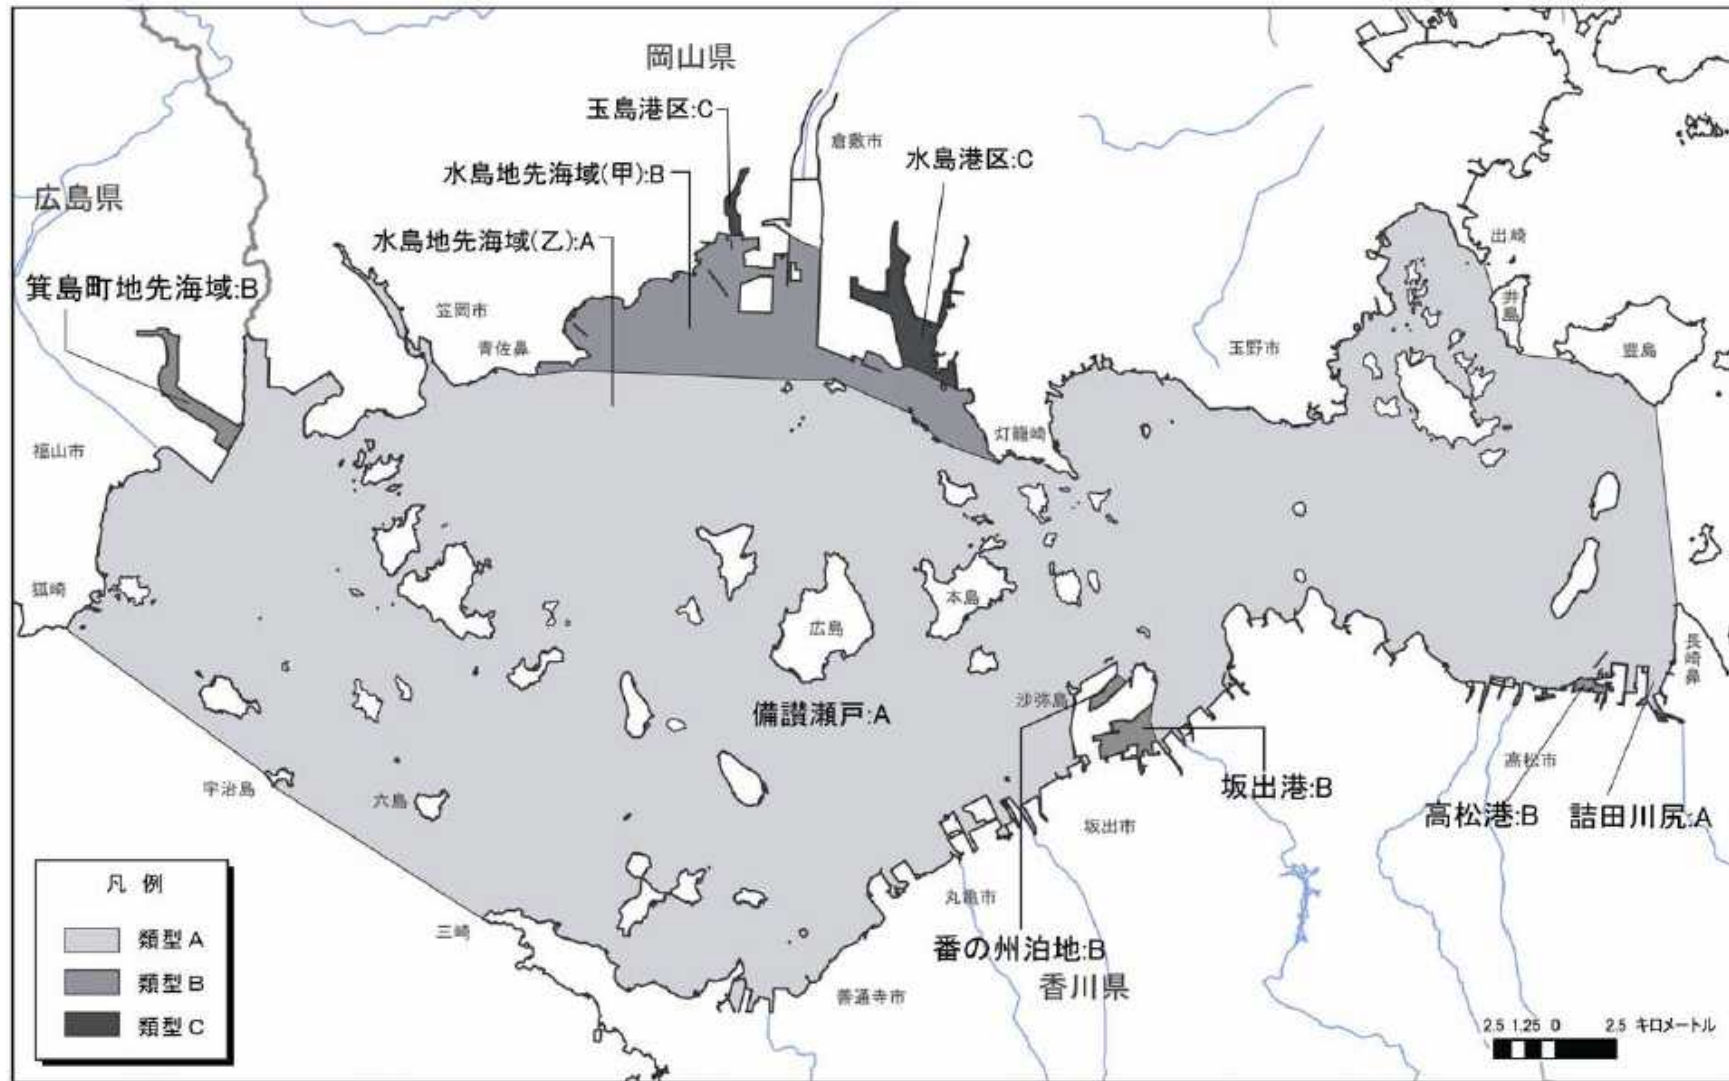 岡山県
玉島港区:C
倉敷市
水島港区:C
水島地先海域(甲):B
広島県
水島地先海域(乙):A
出崎
箕島町地先海域:B
井島
笠岡市
青佐鼻
玉野市
豊島
灯籠崎
福山市
狐崎
本島
広島
長崎鼻
沙弥島
備讃瀬戸:A
高松市
宇治島
六島
坂出港:B
高松港:B
詰田川尻:A
坂出市
凡 例
類型A
類型B
類型C
丸亀市
三崎
番の州泊地:B
香川県
善通寺市
2.5 1.25 0 2.5 キロメートル